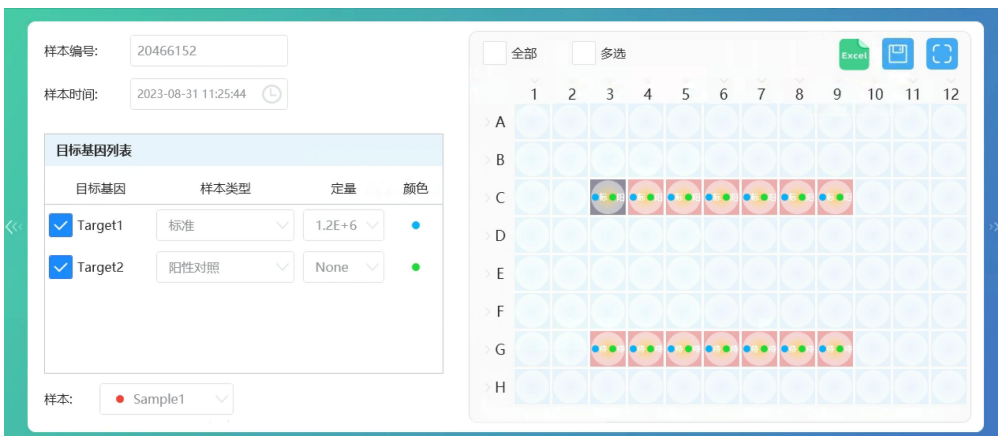 样本编号: 20466152
样本时间: 2023-08-31 11:25:44
目标基因列表
目标基因 样本类型 定量 颜色
Target1 标准 1.2E+6
Target2 阳性对照 None
样本: Sample1
全部 多选 Excel
1 2 3 4 5 6 7 8 9 10 11 12
A
B
C
D
E
F
G
H